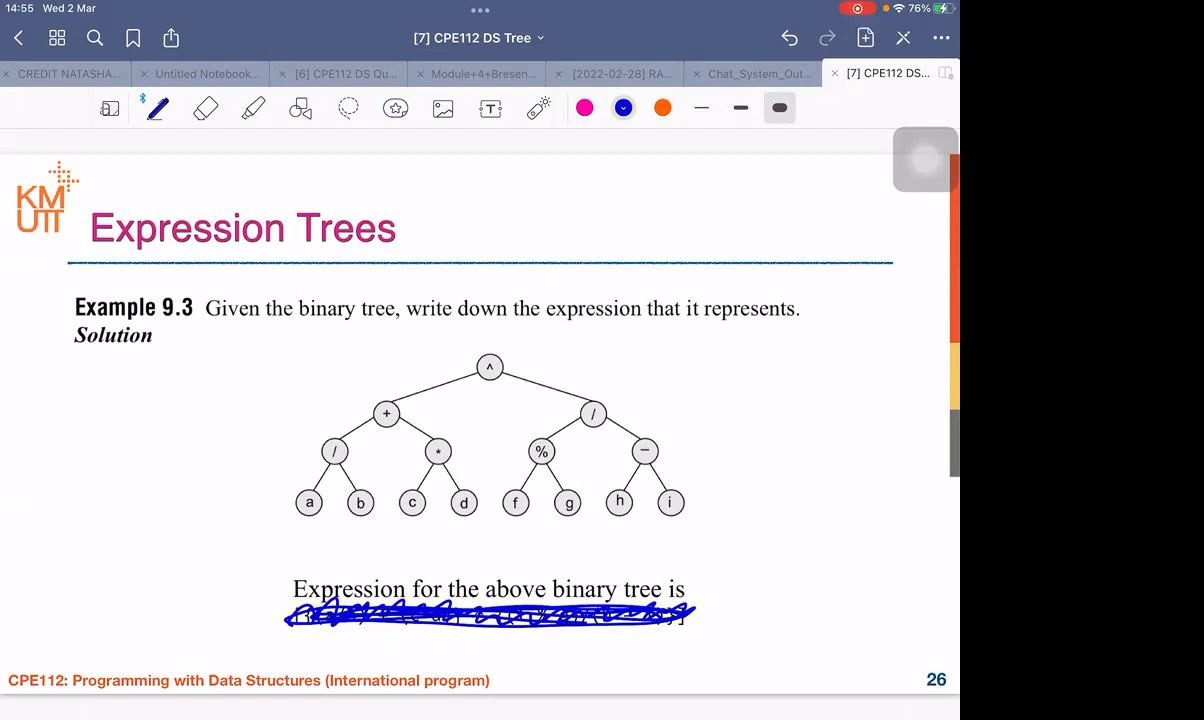 14:55 Wed 2 Mar
76%
[7] CPE112 DS Tree
CREDIT NATASHA...
Untitled Notebook...
[6] CPE112 DS Qu...
Module+4+Bresen...
[2022-02-28] RA...
Chat_System_Out...
[7] CPE112 DS...
T
KM
UTT
Expression Trees
Example 9.3 Given the binary tree, write down the expression that it represents.
Solution
^
+ /
/ * % −
a b c d f g h i
Expression for the above binary tree is
CPE112: Programming with Data Structures (International program)
26